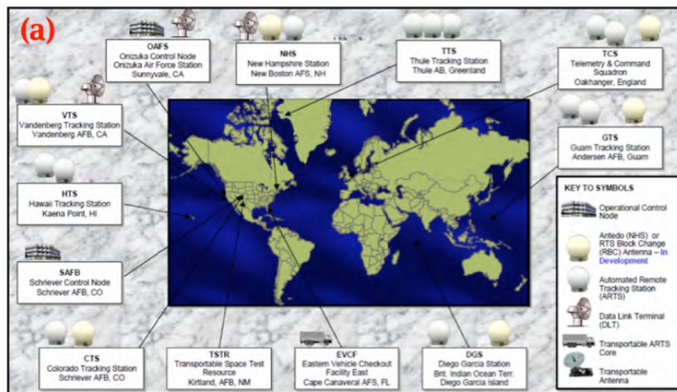 (a)
OAFS
Onizuka Control Node
Onizuka Air Force Station
Sunnyvale, CA
NHS
New Hampshire Station
New Boston AFS, NH
TTS
Thule Tracking Station
Thule AB, Greenland
TCS
Telemetry & Command
Squadron
Oakhanger, England
VTS
Vandenberg Tracking Station
Vandenberg AFB, CA
GTS
Guam Tracking Station
Andersen AFB, Guam
HTS
Hawaii Tracking Station
Kaena Point, HI
SAFB
Schriever Control Node
Schriever AFB, CO
CTS
Colorado Tracking Station
Schriever AFB, CO
TSTR
Transportable Space Test
Resource
Kirtland, AFB, NM
EVCF
Eastern Vehicle Checkout
Facility East
Cape Canaveral AFS, FL
DGS
Diego Garcia Station
Brit. Indian Ocean Terr.
Diego Garcia Island
KEY TO SYMBOLS
Operational Control
Node
Antedo (NHS) or
RTS Block Change
(RBC) Antenna – In
Development
Automated Remote
Tracking Station
(ARTS)
Data Link Terminal
(DLT)
Transportable ARTS
Core
Transportable
Antenna